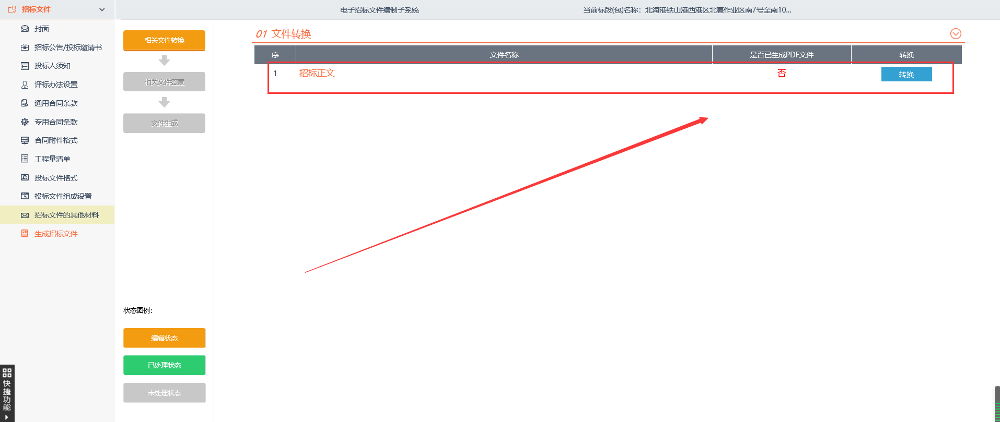 招标文件
电子招标文件编制子系统
当前标段(包)名称：北海港铁山港西港区北暮作业区南7号至南10...
封面
招标公告/投标邀请书
投标人须知
评标办法设置
通用合同条款
专用合同条款
合同附件格式
工程量清单
投标文件格式
投标文件组成设置
招标文件的其他材料
生成招标文件
快捷功能
相关文件转换
相关文件签章
文件生成
状态图例：
编辑状态
已处理状态
未处理状态
01 文件转换
序 文件名称 是否已生成PDF文件 转换
1 招标正文 否 转换